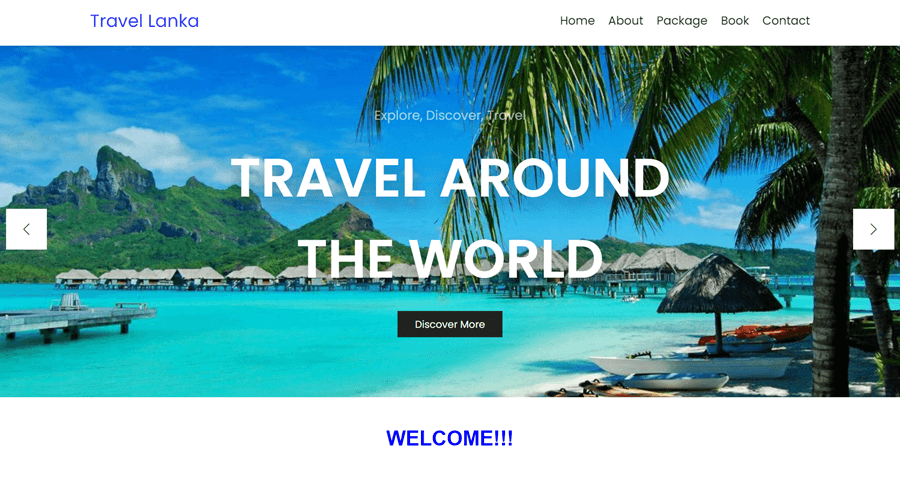 Travel Lanka
Home About Package Book Contact
Explore, Discover, Travel
TRAVEL AROUND
THE WORLD
Discover More
WELCOME!!!